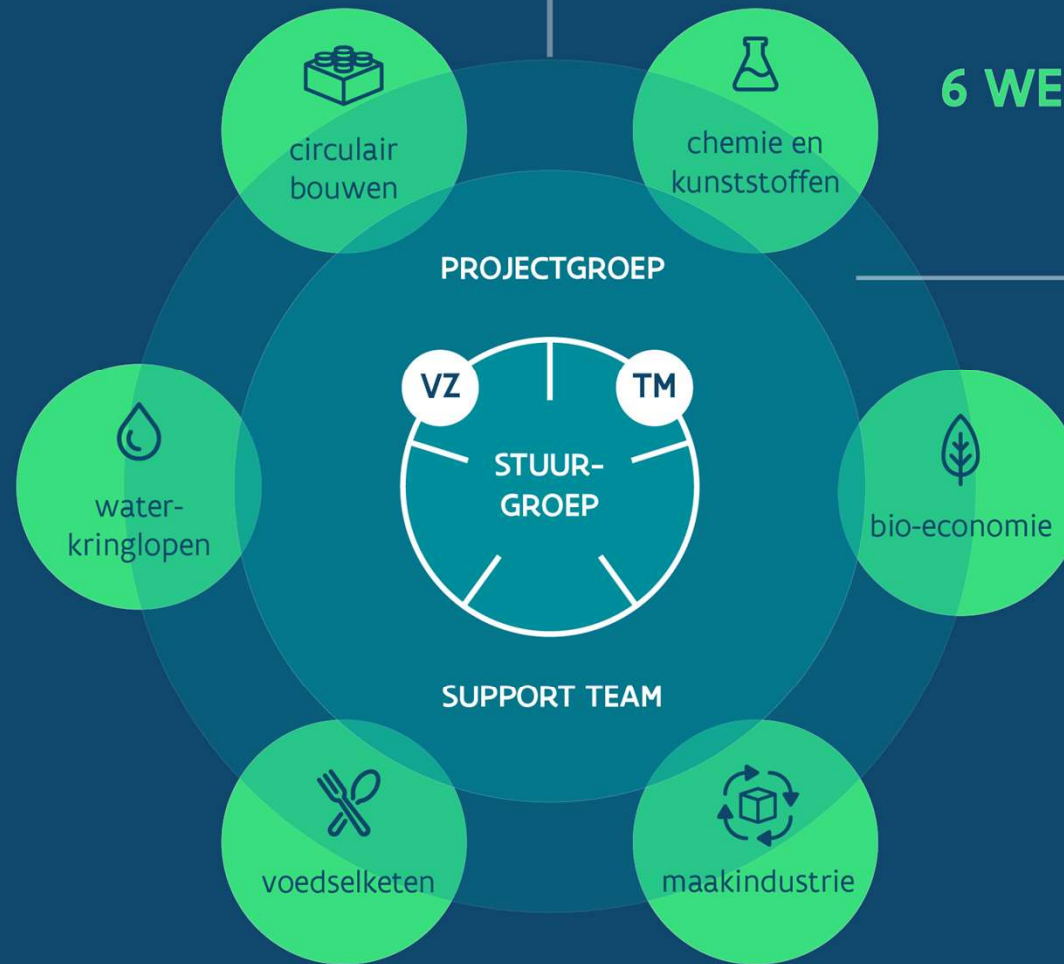 6 WE
circulair
bouwen
chemie en
kunststoffen
PROJECTGROEP
VZ
TM
STUUR-
GROEP
water-
kringlopen
bio-economie
SUPPORT TEAM
voedselketen
maakindustrie